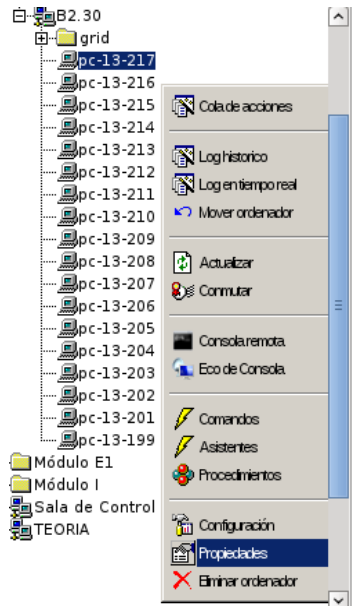 B2.30
grid
pc-13-217
pc-13-216
pc-13-215
pc-13-214
pc-13-213
pc-13-212
pc-13-211
pc-13-210
pc-13-209
pc-13-208
pc-13-207
pc-13-206
pc-13-205
pc-13-204
pc-13-203
pc-13-202
pc-13-201
pc-13-199
Módulo E1
Módulo I
Sala de Control
TEORIA
Cola de acciones
Log historico
Log en tiempo real
Mover ordenador
Actualizar
Conmutar
Consola remota
Eco de Consola
Comandos
Asistentes
Procedimientos
Configuración
Propiedades
Eliminar ordenador